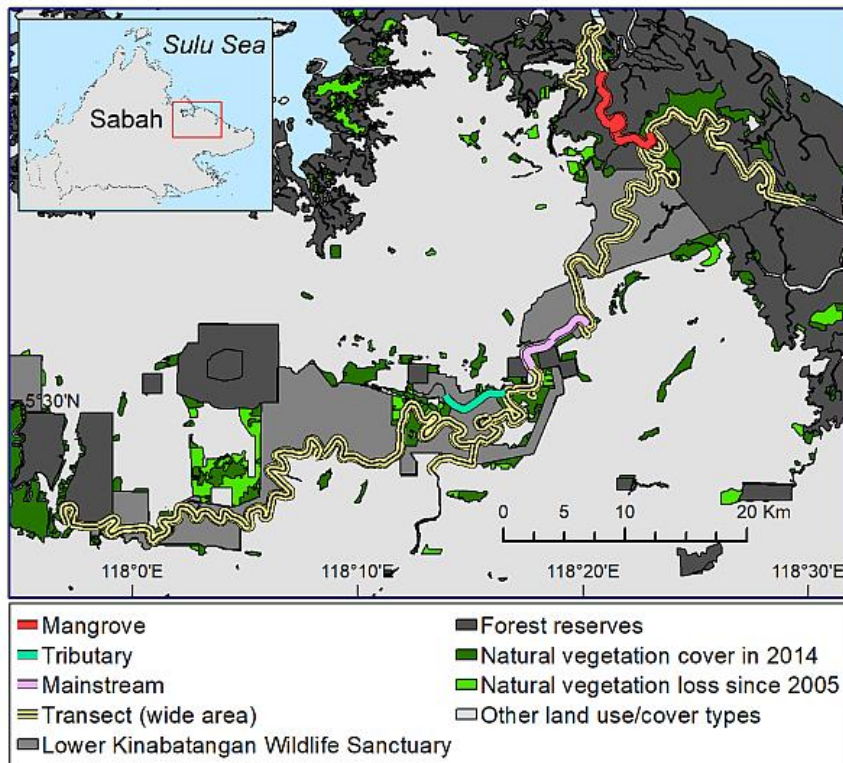 Sulu Sea
Sabah
5°30'N
0 5 10 20 Km
118°0'E 118°10'E 118°20'E 118°30'E
Mangrove
Tributary
Mainstream
Transect (wide area)
Lower Kinabatangan Wildlife Sanctuary
Forest reserves
Natural vegetation cover in 2014
Natural vegetation loss since 2005
Other land use/cover types